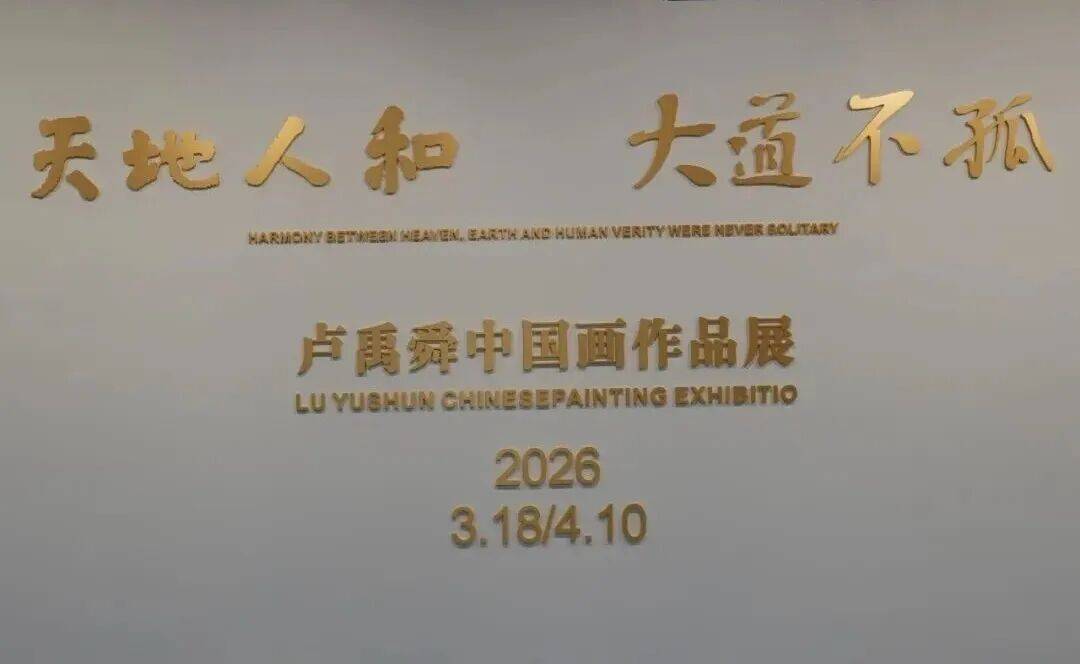 天地人和 大道不孤
HARMONY BETWEEN HEAVEN, EARTH AND HUMAN VERITY WERE NEVER SOLITARY
卢禹舜中国画作品展
LU YUSHUN CHINESEPAINTING EXHIBITIO
2026
3.18/4.10